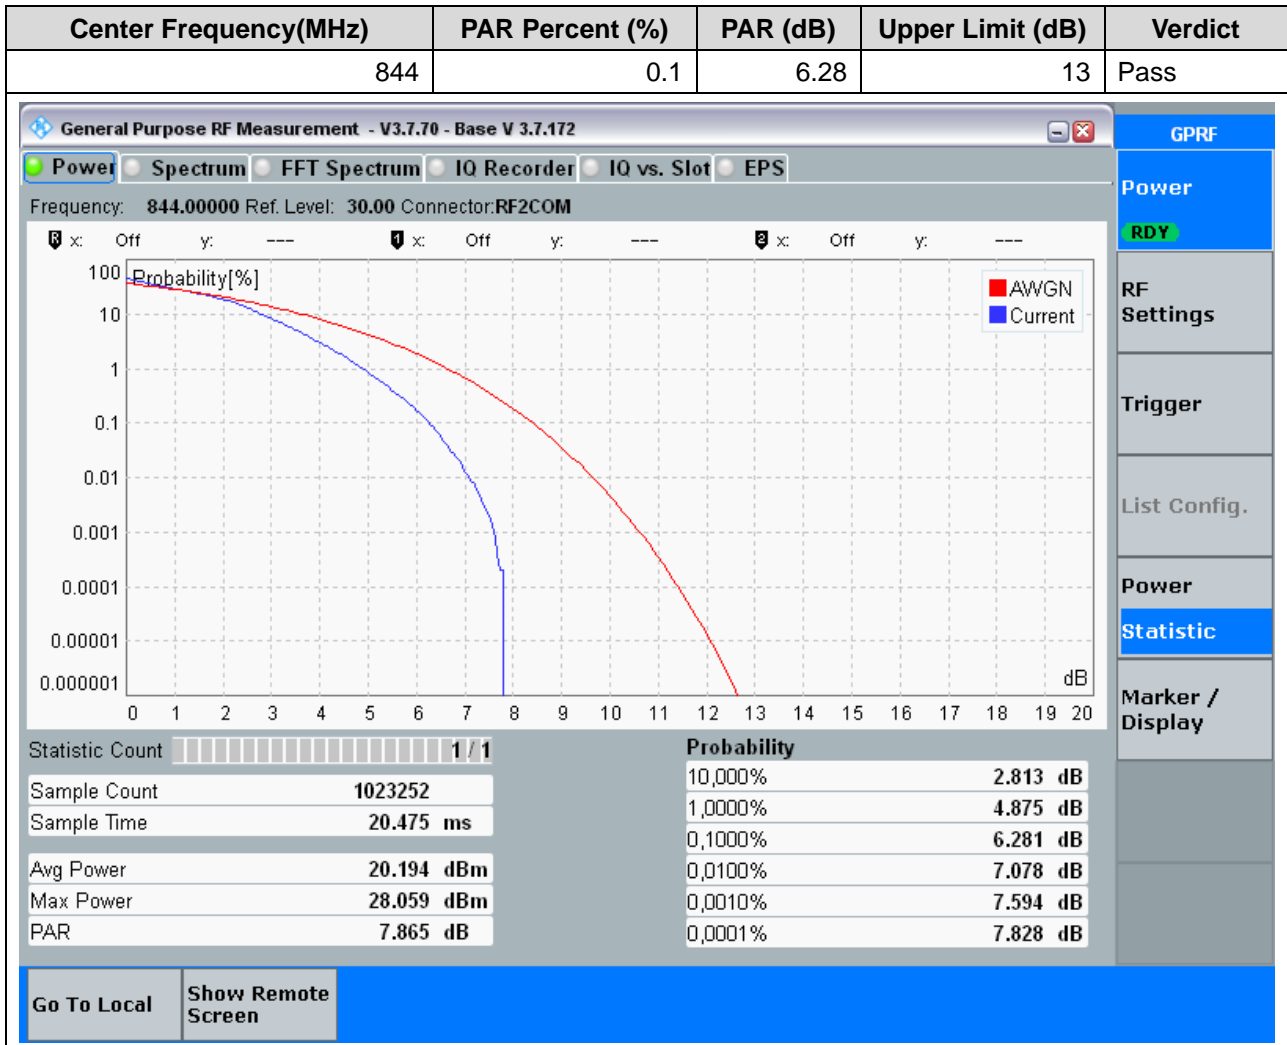 Center Frequency(MHz) PAR Percent (%) PAR (dB) Upper Limit (dB) Verdict
844 0.1 6.28 13 Pass
General Purpose RF Measurement - V3.7.70 - Base V 3.7.172
GPRF
Power Spectrum FFT Spectrum IQ Recorder IQ vs. Slot EPS
Power
RDY
Frequency: 844.00000 Ref. Level: 30.00 Connector:RF2COM
R x: Off y: --- 1 x: Off y: --- 2 x: Off y: ---
100 Probability[%]
AWGN
Current
10
1
0.1
0.01
0.001
0.0001
0.00001
0.000001
dB
0 1 2 3 4 5 6 7 8 9 10 11 12 13 14 15 16 17 18 19 20
RF
Settings
Trigger
List Config.
Power
Statistic
Marker /
Display
Statistic Count 1 / 1
Sample Count 1023252
Sample Time 20.475 ms
Avg Power 20.194 dBm
Max Power 28.059 dBm
PAR 7.865 dB
Probability
10,000% 2.813 dB
1,0000% 4.875 dB
0,1000% 6.281 dB
0,0100% 7.078 dB
0,0010% 7.594 dB
0,0001% 7.828 dB
Go To Local
Show Remote
Screen